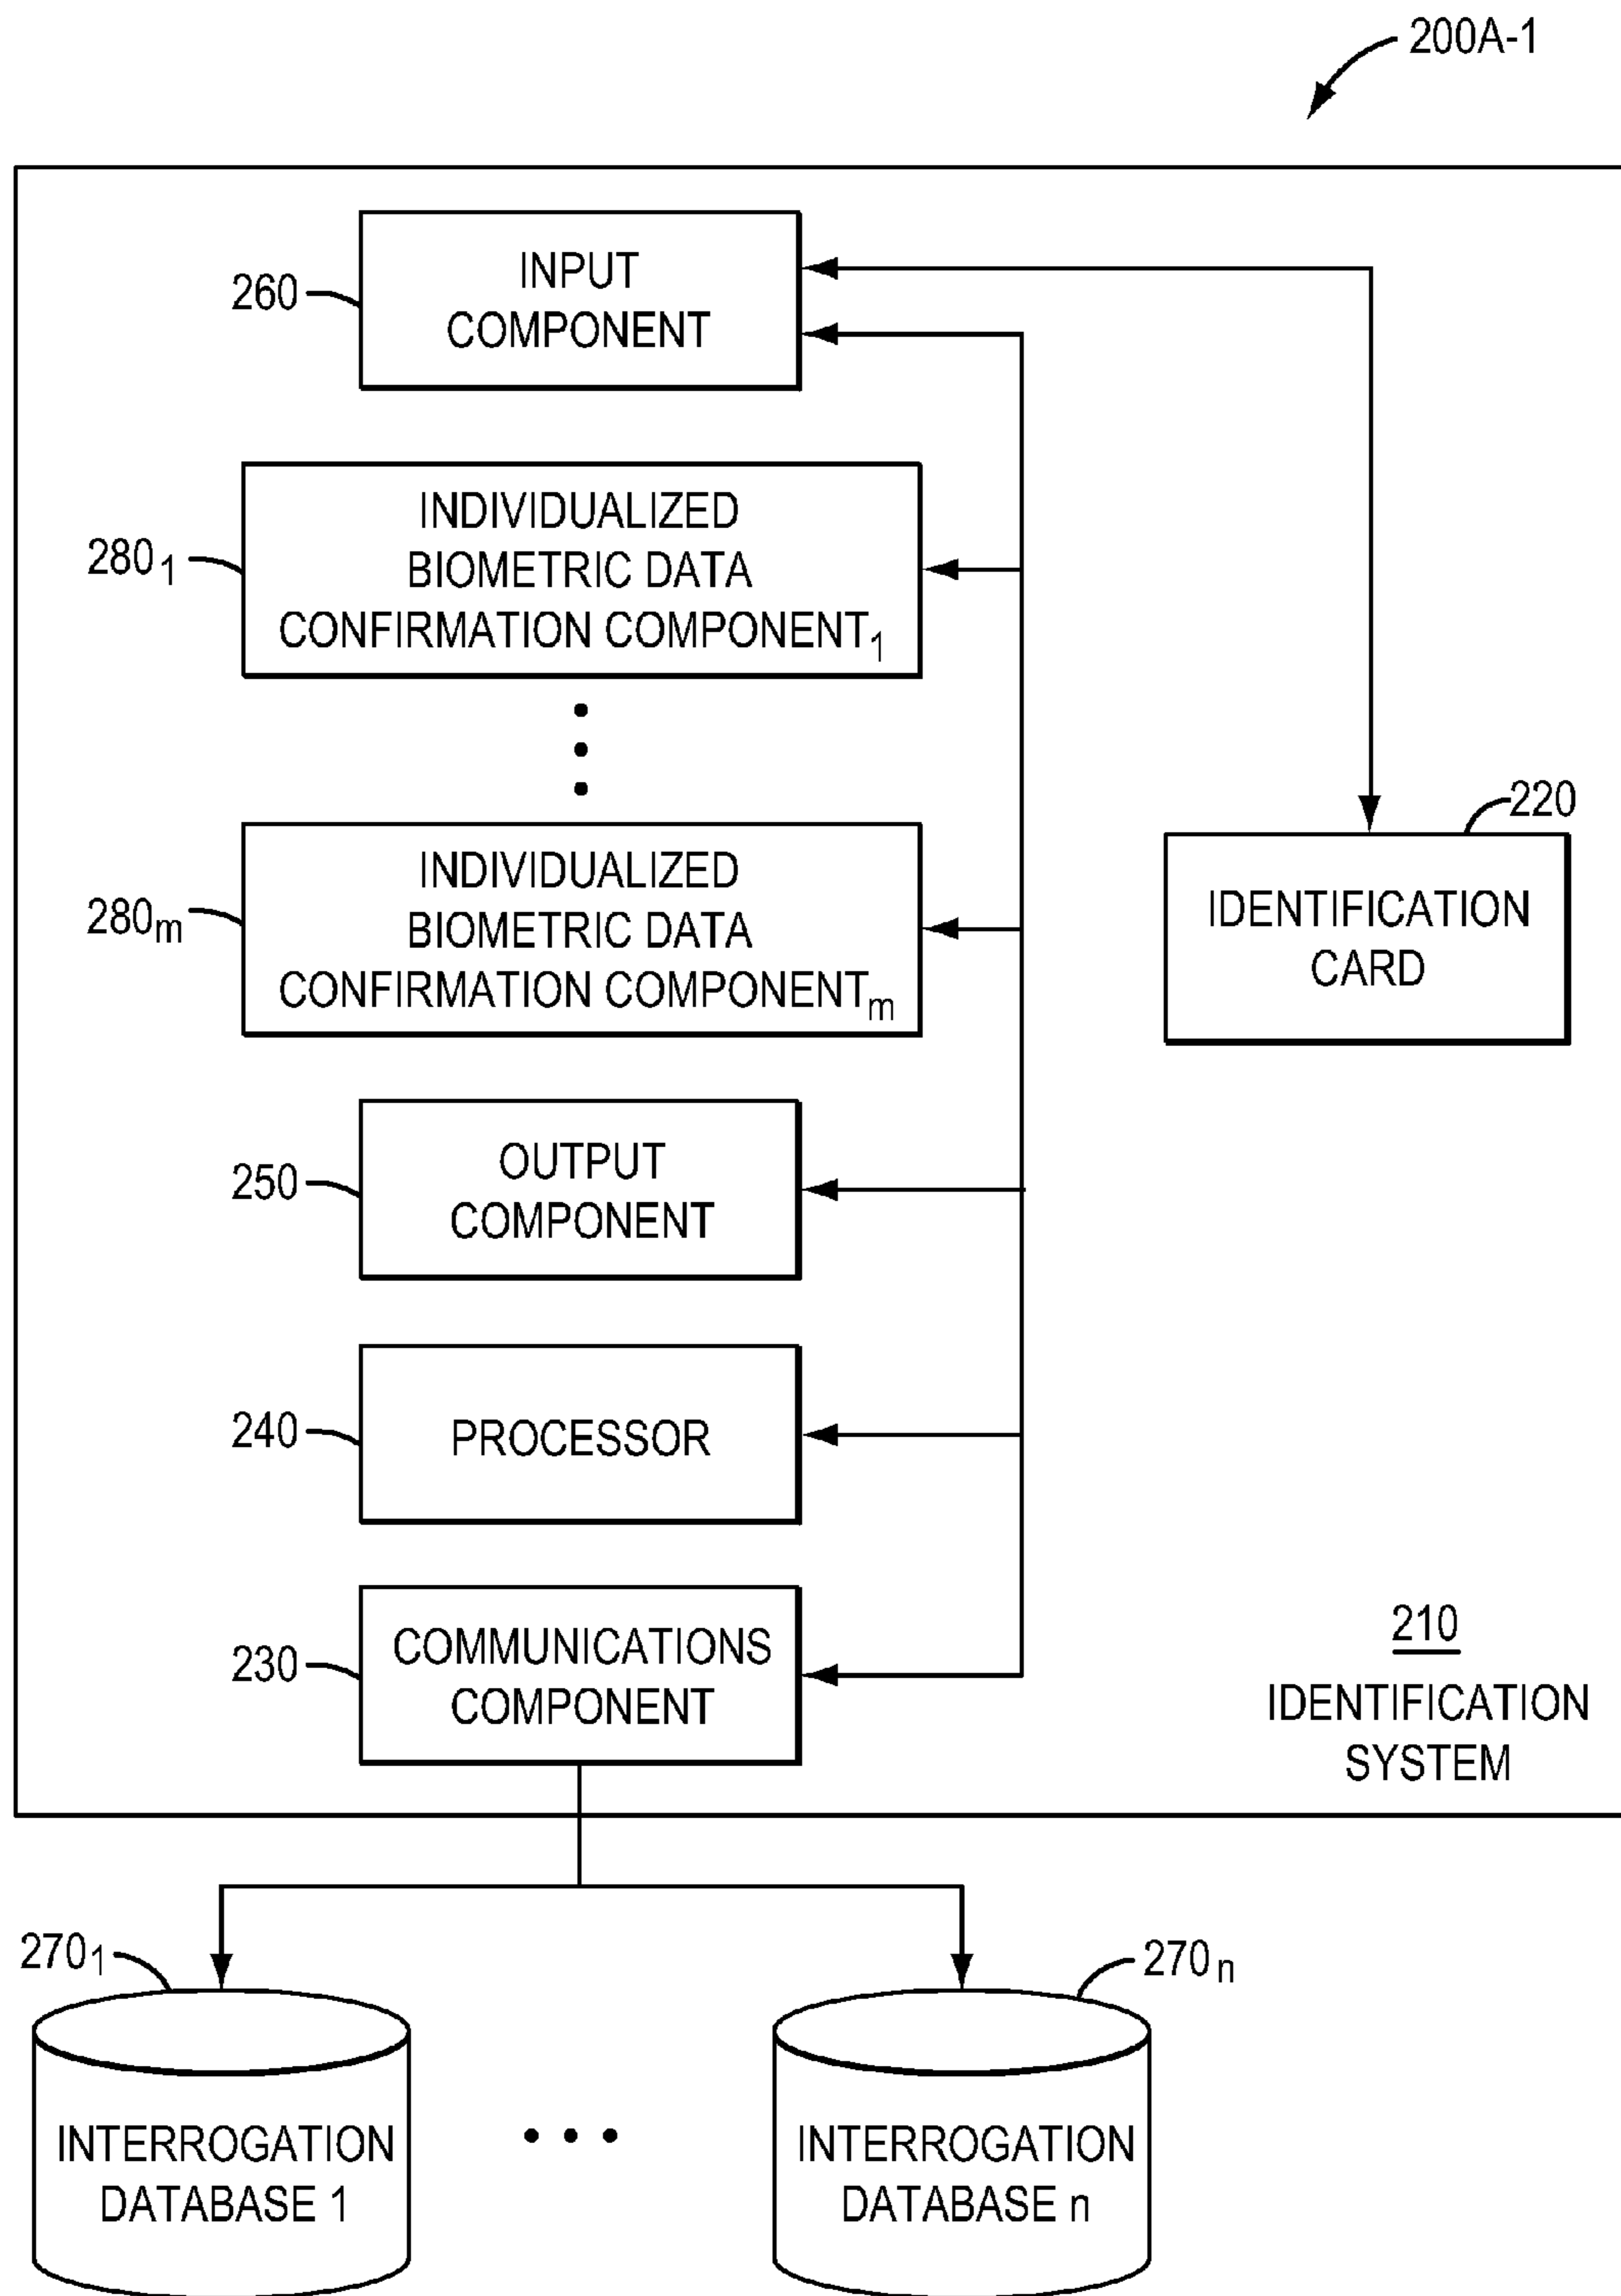 200A-1
260
INPUT
COMPONENT
280₁
INDIVIDUALIZED
BIOMETRIC DATA
CONFIRMATION COMPONENT₁
280ₘ
INDIVIDUALIZED
BIOMETRIC DATA
CONFIRMATION COMPONENTₘ
220
IDENTIFICATION
CARD
250
OUTPUT
COMPONENT
240
PROCESSOR
230
COMMUNICATIONS
COMPONENT
210
IDENTIFICATION
SYSTEM
270₁
INTERROGATION
DATABASE 1
270ₙ
INTERROGATION
DATABASE n